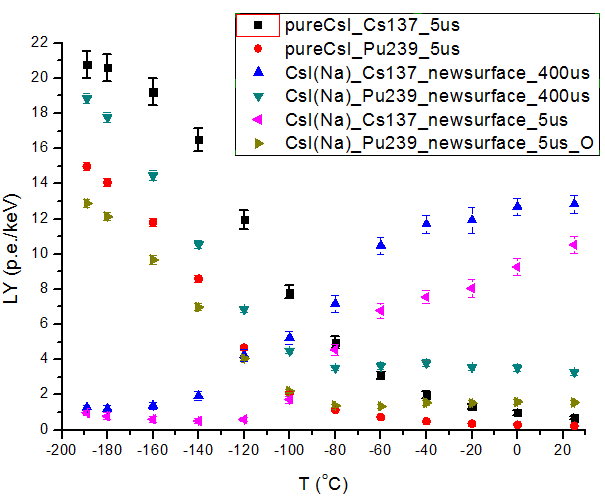 pureCsI_Cs137_5us
pureCsI_Pu239_5us
CsI(Na)_Cs137_newsurface_400us
CsI(Na)_Pu239_newsurface_400us
CsI(Na)_Cs137_newsurface_5us
CsI(Na)_Pu239_newsurface_5us_O
22
20
18
16
14
12
10
8
6
4
2
0
LY (p.e./keV)
-200 -180 -160 -140 -120 -100 -80 -60 -40 -20 0 20
T (°C)